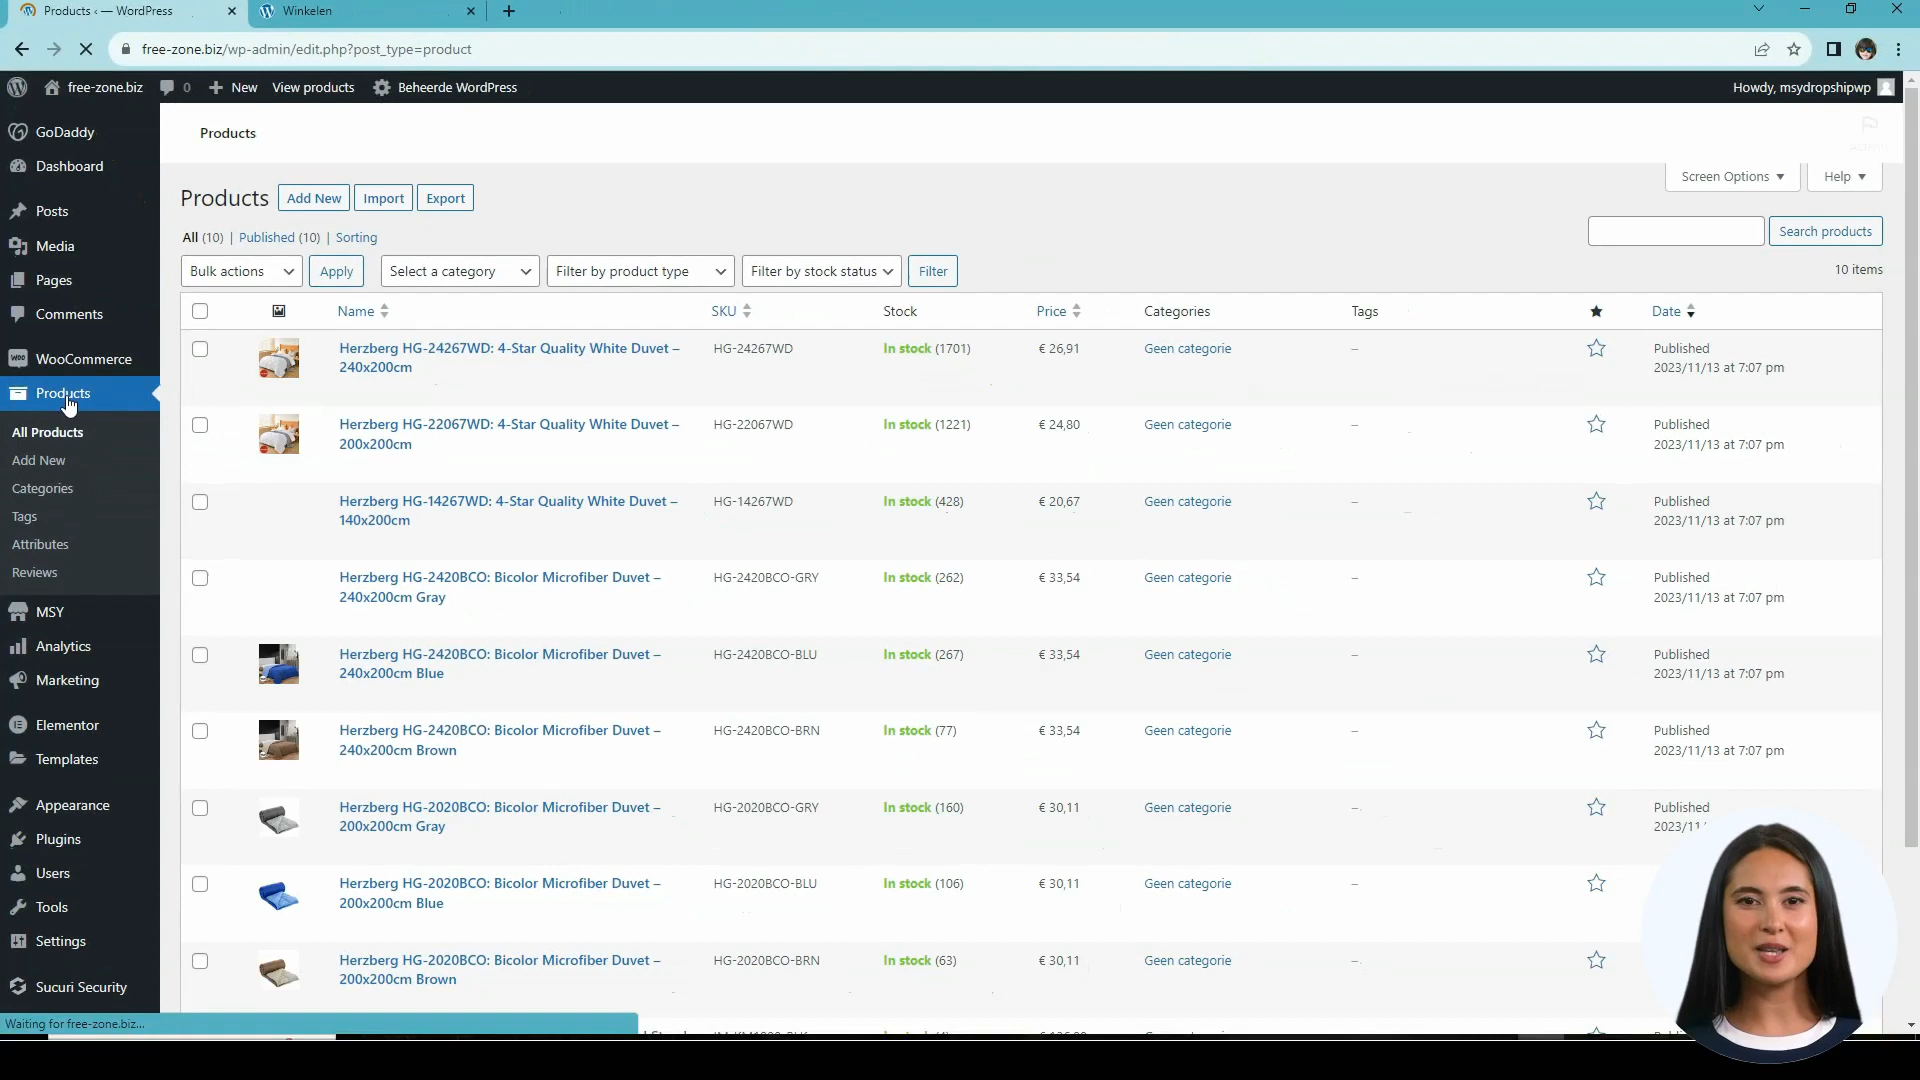 Products ‹ — WordPress
Winkelen
free-zone.biz/wp-admin/edit.php?post_type=product
free-zone.biz 0 New View products Beheerde WordPress Howdy, msydropshipwp
GoDaddy
Dashboard
Posts
Media
Pages
Comments
WooCommerce
Products
All Products
Add New
Categories
Tags
Attributes
Reviews
MSY
Analytics
Marketing
Elementor
Templates
Appearance
Plugins
Users
Tools
Settings
Sucuri Security
Waiting for free-zone.biz...
Products
Screen Options Help
Products Add New Import Export
All (10) | Published (10) | Sorting
Search products
Bulk actions Apply Select a category Filter by product type Filter by stock status Filter
10 items
Name SKU Stock Price Categories Tags Date
Herzberg HG-24267WD: 4-Star Quality White Duvet – HG-24267WD In stock (1701) € 26,91 Geen categorie – Published
240x200cm 2023/11/13 at 7:07 pm
Herzberg HG-22067WD: 4-Star Quality White Duvet – HG-22067WD In stock (1221) € 24,80 Geen categorie – Published
200x200cm 2023/11/13 at 7:07 pm
Herzberg HG-14267WD: 4-Star Quality White Duvet – HG-14267WD In stock (428) € 20,67 Geen categorie – Published
140x200cm 2023/11/13 at 7:07 pm
Herzberg HG-2420BCO: Bicolor Microfiber Duvet – HG-2420BCO-GRY In stock (262) € 33,54 Geen categorie – Published
240x200cm Gray 2023/11/13 at 7:07 pm
Herzberg HG-2420BCO: Bicolor Microfiber Duvet – HG-2420BCO-BLU In stock (267) € 33,54 Geen categorie – Published
240x200cm Blue 2023/11/13 at 7:07 pm
Herzberg HG-2420BCO: Bicolor Microfiber Duvet – HG-2420BCO-BRN In stock (77) € 33,54 Geen categorie – Published
240x200cm Brown 2023/11/13 at 7:07 pm
Herzberg HG-2020BCO: Bicolor Microfiber Duvet – HG-2020BCO-GRY In stock (160) € 30,11 Geen categorie – Published
200x200cm Gray 2023/11
Herzberg HG-2020BCO: Bicolor Microfiber Duvet – HG-2020BCO-BLU In stock (106) € 30,11 Geen categorie –
200x200cm Blue
Herzberg HG-2020BCO: Bicolor Microfiber Duvet – HG-2020BCO-BRN In stock (63) € 30,11 Geen categorie –
200x200cm Brown